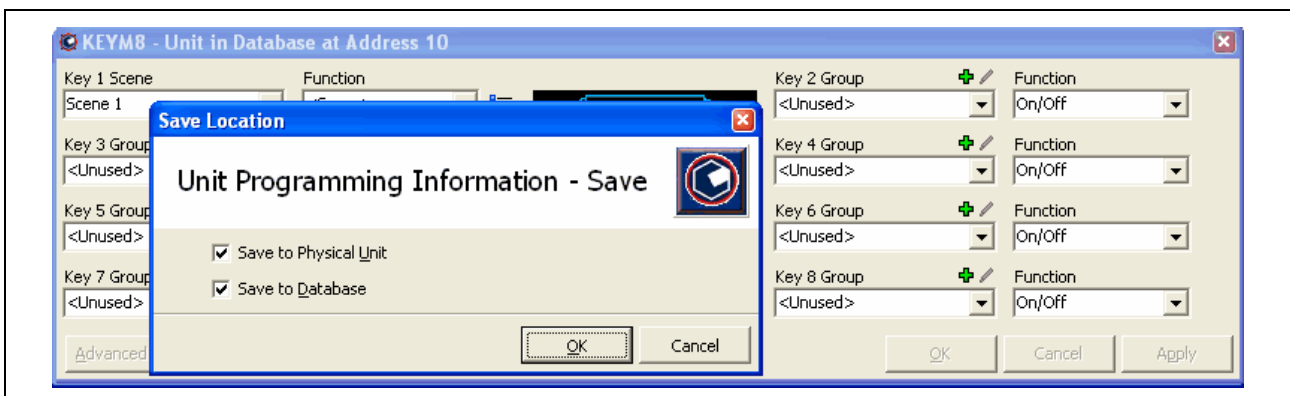 KEYM8 - Unit in Database at Address 10
Key 1 Scene Function Key 2 Group Function
Scene 1 <Unused> On/Off
Save Location
Key 3 Group Key 4 Group Function
<Unused> <Unused> On/Off
Unit Programming Information - Save
Key 5 Group Key 6 Group Function
<Unused> <Unused> On/Off
Save to Physical Unit
Key 7 Group Key 8 Group Function
<Unused> Save to Database <Unused> On/Off
Advanced OK Cancel OK Cancel Apply